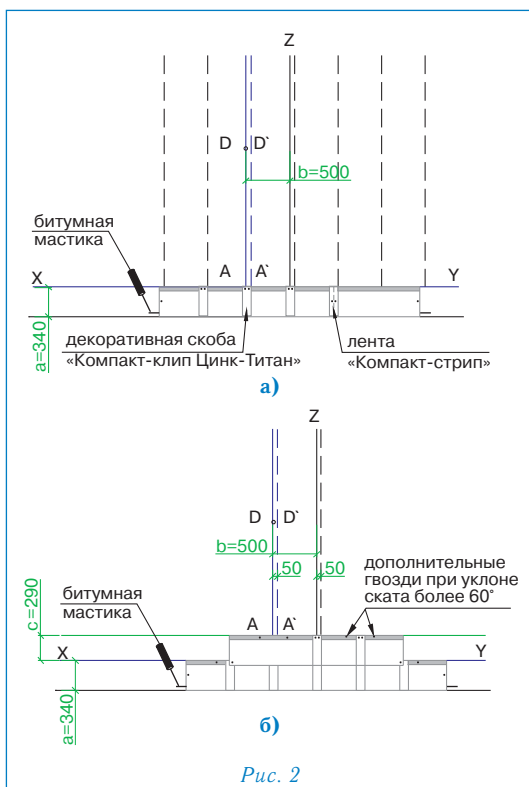 Z
D D`
b=500
битумная
мастика
X A A` Y
a=340
декоративная скоба
«Компакт-клип Цинк-Титан»
лента
«Компакт-стрип»
а)
Z
D D`
b=500
50 50
дополнительные
гвозди при уклоне
ската более 60°
битумная
мастика
c=290
A A`
X Y
a=340
б)
Рис. 2